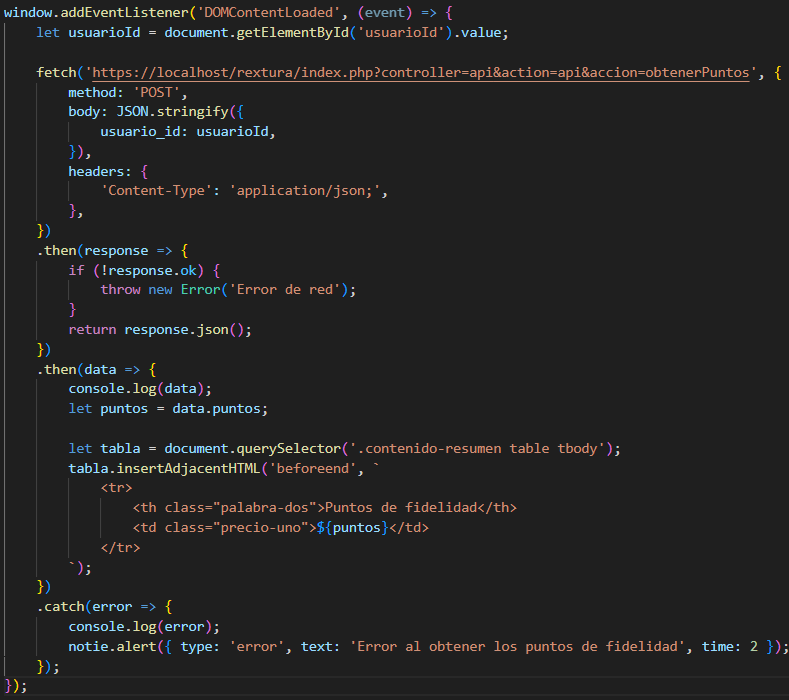 window.addEventListener('DOMContentLoaded', (event) => {
    let usuarioId = document.getElementById('usuarioId').value;

    fetch('https://localhost/rextura/index.php?controller=api&action=api&accion=obtenerPuntos', {
        method: 'POST',
        body: JSON.stringify({
            usuario_id: usuarioId,
        }),
        headers: {
            'Content-Type': 'application/json;',
        },
    })
    .then(response => {
        if (!response.ok) {
            throw new Error('Error de red');
        }
        return response.json();
    })
    .then(data => {
        console.log(data);
        let puntos = data.puntos;

        let tabla = document.querySelector('.contenido-resumen table tbody');
        tabla.insertAdjacentHTML('beforeend', `
            <tr>
                <th class="palabra-dos">Puntos de fidelidad</th>
                <td class="precio-uno">${puntos}</td>
            </tr>
        `);
    })
    .catch(error => {
        console.log(error);
        notie.alert({ type: 'error', text: 'Error al obtener los puntos de fidelidad', time: 2 });
    });
});